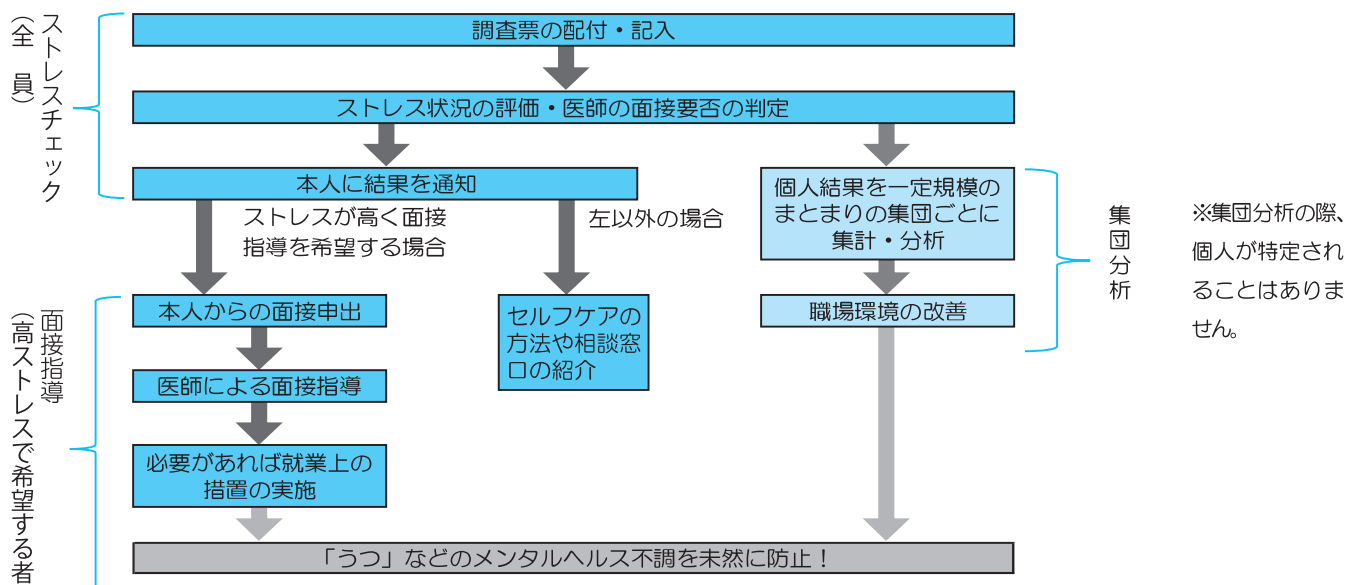 ストレスチェック
（全　員）
調査票の配付・記入
ストレス状況の評価・医師の面接要否の判定
本人に結果を通知
ストレスが高く面接
指導を希望する場合
左以外の場合
個人結果を一定規模の
まとまりの集団ごとに
集計・分析
集団分析
※集団分析の際、
個人が特定され
ることはありま
せん。
面接指導
（高ストレスで希望する者
本人からの面接申出
医師による面接指導
必要があれば就業上の
措置の実施
セルフケアの
方法や相談窓
口の紹介
職場環境の改善
「うつ」などのメンタルヘルス不調を未然に防止！